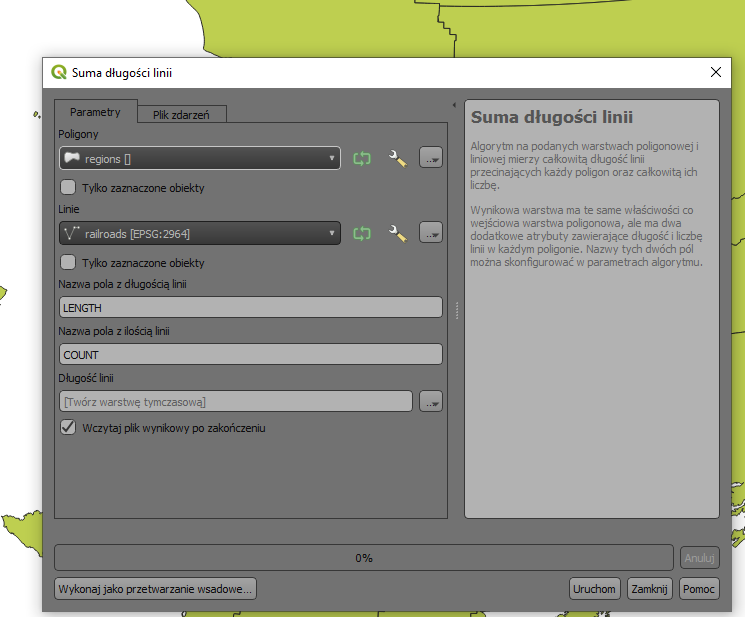 Suma długości linii
Parametry
Plik zdarzeń
Poligony
regions []
Tylko zaznaczone obiekty
Linie
railroads [EPSG:2964]
Tylko zaznaczone obiekty
Nazwa pola z długością linii
LENGTH
Nazwa pola z ilością linii
COUNT
Długość linii
[Twórz warstwę tymczasową]
Wczytaj plik wynikowy po zakończeniu
Suma długości linii
Algorytm na podanych warstwach poligonowej i
liniowej mierzy całkowitą długość linii
przecinających każdy poligon oraz całkowitą ich
liczbę.
Wynikowa warstwa ma te same właściwości co
wejściowa warstwa poligonowa, ale ma dwa
dodatkowe atrybuty zawierające długość i liczbę
linii w każdym poligonie. Nazwy tych dwóch pól
można skonfigurować w parametrach algorytmu.
0%
Anuluj
Wykonaj jako przetwarzanie wsadowe...
Uruchom
Zamknij
Pomoc